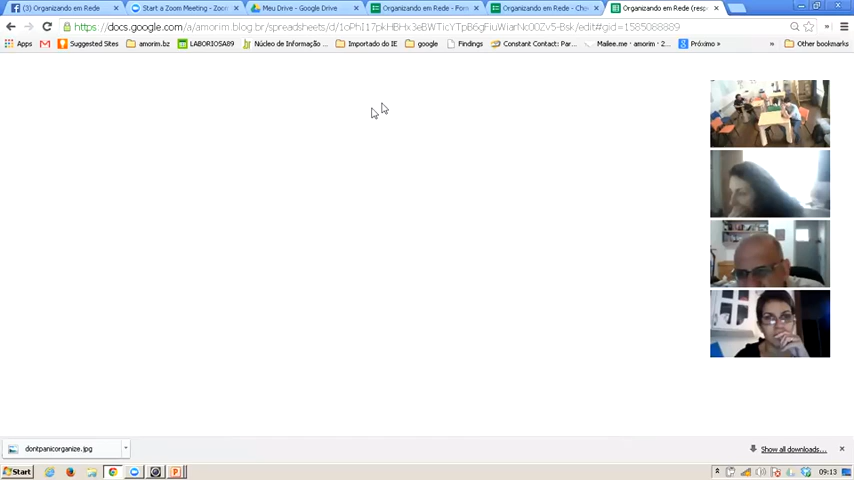 (3) Organizando em Rede
Start a Zoom Meeting - Zoo
Meu Drive - Google Drive
Organizando em Rede - For
Organizando em Rede - Che
Organizando em Rede (resp
Apps
Suggested Sites
amorim.bz
LABORIOSA89
Núcleo de Informação ...
Importado do IE
google
Findings
Constant Contact: Par...
Mailee.me — amorim · 2...
Próximo »
»
Other bookmarks
dontpanicorganize.jpg
Show all downloads...
Start
09:13